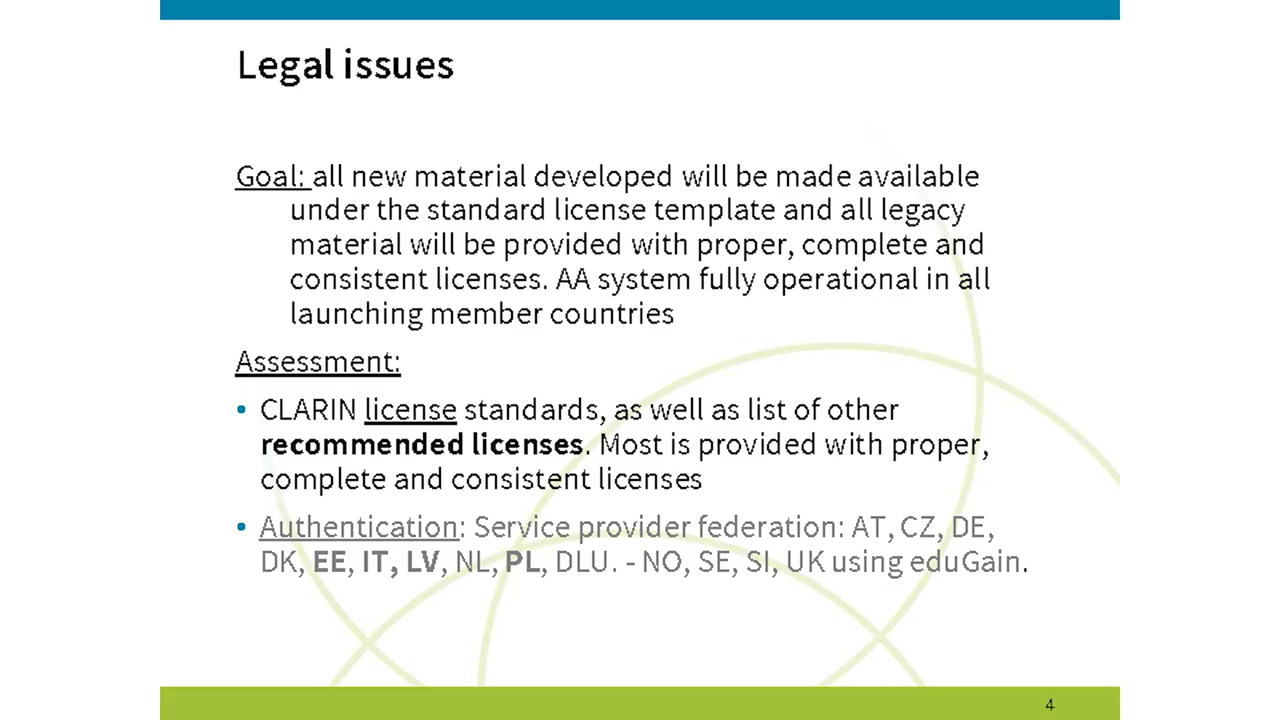 Legal issues
Goal: all new material developed will be made available
under the standard license template and all legacy
material will be provided with proper, complete and
consistent licenses. AA system fully operational in all
launching member countries
Assessment:
• CLARIN license standards, as well as list of other
recommended licenses. Most is provided with proper,
complete and consistent licenses
• Authentication: Service provider federation: AT, CZ, DE,
DK, EE, IT, LV, NL, PL, DLU. - NO, SE, SI, UK using eduGain.
4